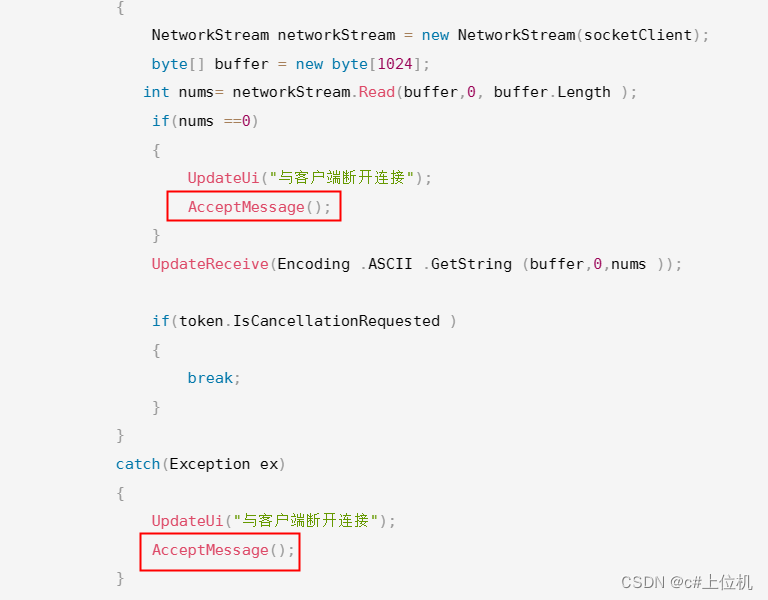 {
NetworkStream networkStream = new NetworkStream(socketClient);
byte[] buffer = new byte[1024];
int nums= networkStream.Read(buffer,0, buffer.Length );
if(nums ==0)
{
UpdateUi("与客户端断开连接");
AcceptMessage();
}
UpdateReceive(Encoding .ASCII .GetString (buffer,0,nums ));
if(token.IsCancellationRequested )
{
break;
}
}
catch(Exception ex)
{
UpdateUi("与客户端断开连接");
AcceptMessage();
}
CSDN @c#上位机